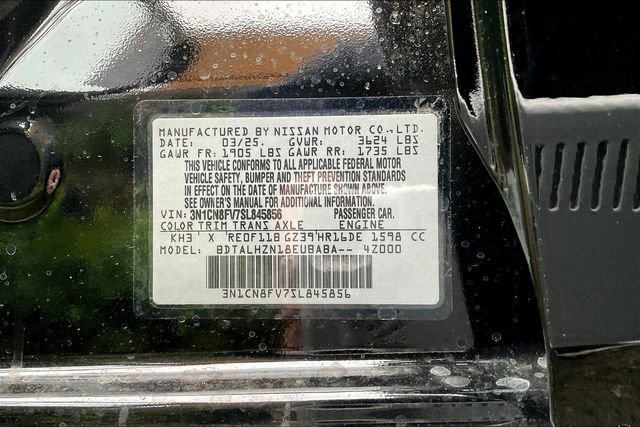 MANUFACTURED BY NISSAN MOTOR CO.,LTD.
DATE: 03/25. GVWR: 3624 LBS
GAWR FR: 1905 LBS GAWR RR: 1735 LBS
THIS VEHICLE CONFORMS TO ALL APPLICABLE FEDERAL MOTOR
VEHICLE SAFETY, BUMPER AND THEFT PREVENTION STANDARDS
IN EFFECT ON THE DATE OF MANUFACTURE SHOWN ABOVE.
SEE OWNER'S MANUAL FOR ADDITIONAL INFORMATION.
VIN: 3N1CN8FV7SL845856 PASSENGER CAR.
COLOR TRIM TRANS AXLE ENGINE
KH3 ' X 'RE0F11B GZ39'HR16DE 1598 CC
MODEL: BDTALHZN18EUBABA-- 4Z000
3N1CN8FV7SL845856